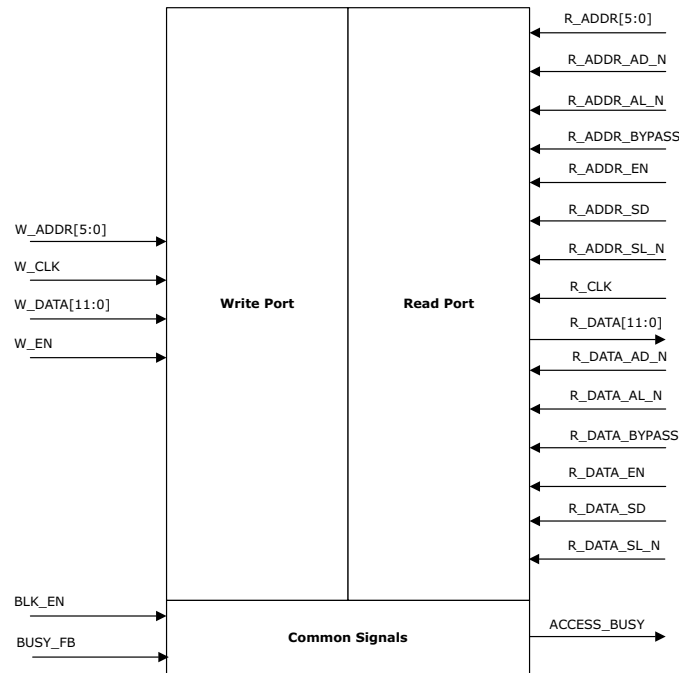 R_ADDR[5:0]
R_ADDR_AD_N
R_ADDR_AL_N
R_ADDR_BYPASS
R_ADDR_EN
R_ADDR_SD
W_ADDR[5:0]
R_ADDR_SL_N
W_CLK
R_CLK
W_DATA[11:0]
Write Port
Read Port
R_DATA[11:0]
W_EN
R_DATA_AD_N
R_DATA_AL_N
R_DATA_BYPASS
R_DATA_EN
R_DATA_SD
R_DATA_SL_N
BLK_EN
ACCESS_BUSY
BUSY_FB
Common Signals